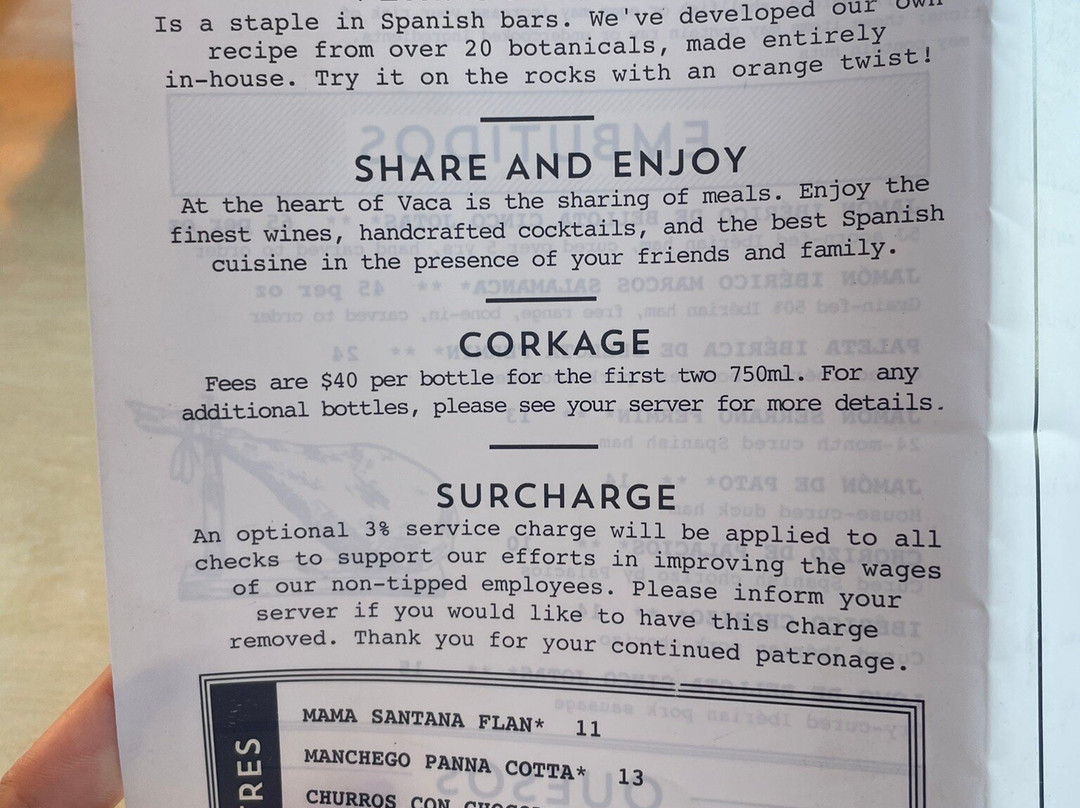 Is a staple in Spanish bars. We've developed our own
recipe from over 20 botanicals, made entirely
in-house. Try it on the rocks with an orange twist!
SHARE AND ENJOY
At the heart of Vaca is the sharing of meals. Enjoy the
finest wines, handcrafted cocktails, and the best Spanish
cuisine in the presence of your friends and family.
CORKAGE
Fees are $40 per bottle for the first two 750ml. For any
additional bottles, please see your server for more details.
SURCHARGE
An optional 3% service charge will be applied to all
checks to support our efforts in improving the wages
of our non-tipped employees. Please inform your
server if you would like to have this charge
removed. Thank you for your continued patronage.
MAMA SANTANA FLAN* 11
MANCHEGO PANNA COTTA* 13
CHURROS CON